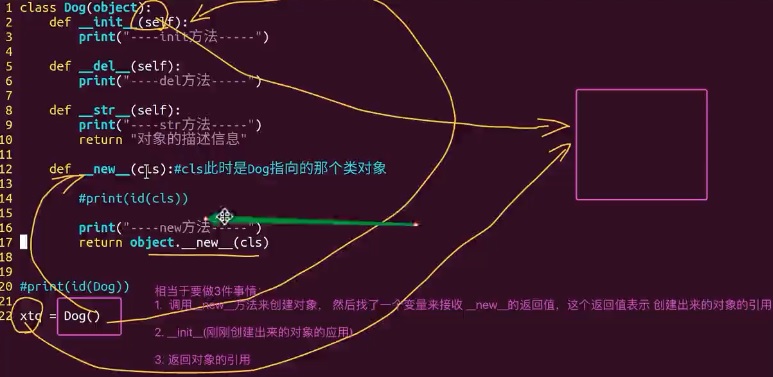 1 class Dog(object):
2 def __init__(self):
3 print("----init方法-----")
4
5 def __del__(self):
6 print("----del方法-----")
7
8 def __str__(self):
9 print("----str方法-----")
10 return "对象的描述信息"
11
12 def __new__(cls):#cls此时是Dog指向的那个类对象
13
14 #print(id(cls))
15
16 print("----new方法-----")
17 return object.__new__(cls)
18
19
20 #print(id(Dog))
21
22 xtq = Dog()
相当于要做3件事情:
1. 调用__new__方法来创建对象，然后找了一个变量来接收 __new__的返回值，这个返回值表示 创建出来的对象的引用
2. __init__(刚刚创建出来的对象的应用)
3. 返回对象的引用